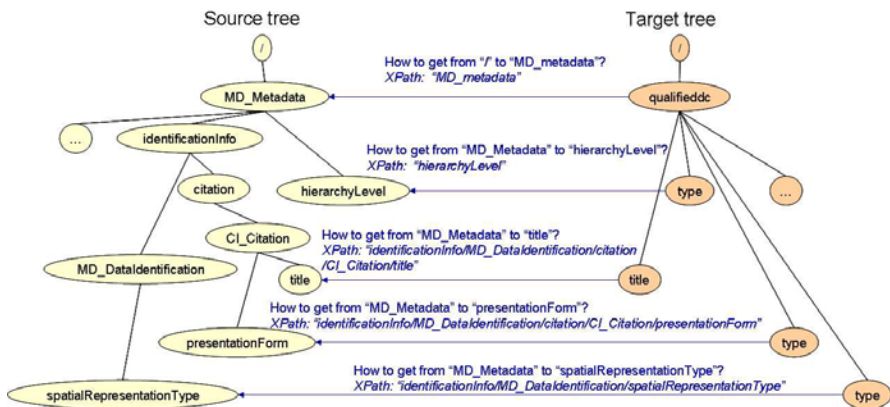 Source tree
Target tree
/
/
How to get from “/” to “MD_metadata”?
XPath: “MD_metadata”
MD_Metadata
qualifieddc
...
identificationInfo
How to get from “MD_Metadata” to “hierarchyLevel”?
XPath: “hierarchyLevel”
citation
hierarchyLevel
type
...
CI_Citation
How to get from “MD_Metadata” to “title”?
XPath: “identificationInfo/MD_DataIdentification/citation
/CI_Citation/title”
MD_DataIdentification
title
title
How to get from “MD_Metadata” to “presentationForm”?
XPath: “identificationInfo/MD_DataIdentification/citation/CI_Citation/presentationForm”
presentationForm
type
How to get from “MD_Metadata” to “spatialRepresentationType”?
XPath: “identificationInfo/MD_DataIdentification/spatialRepresentationType”
spatialRepresentationType
type